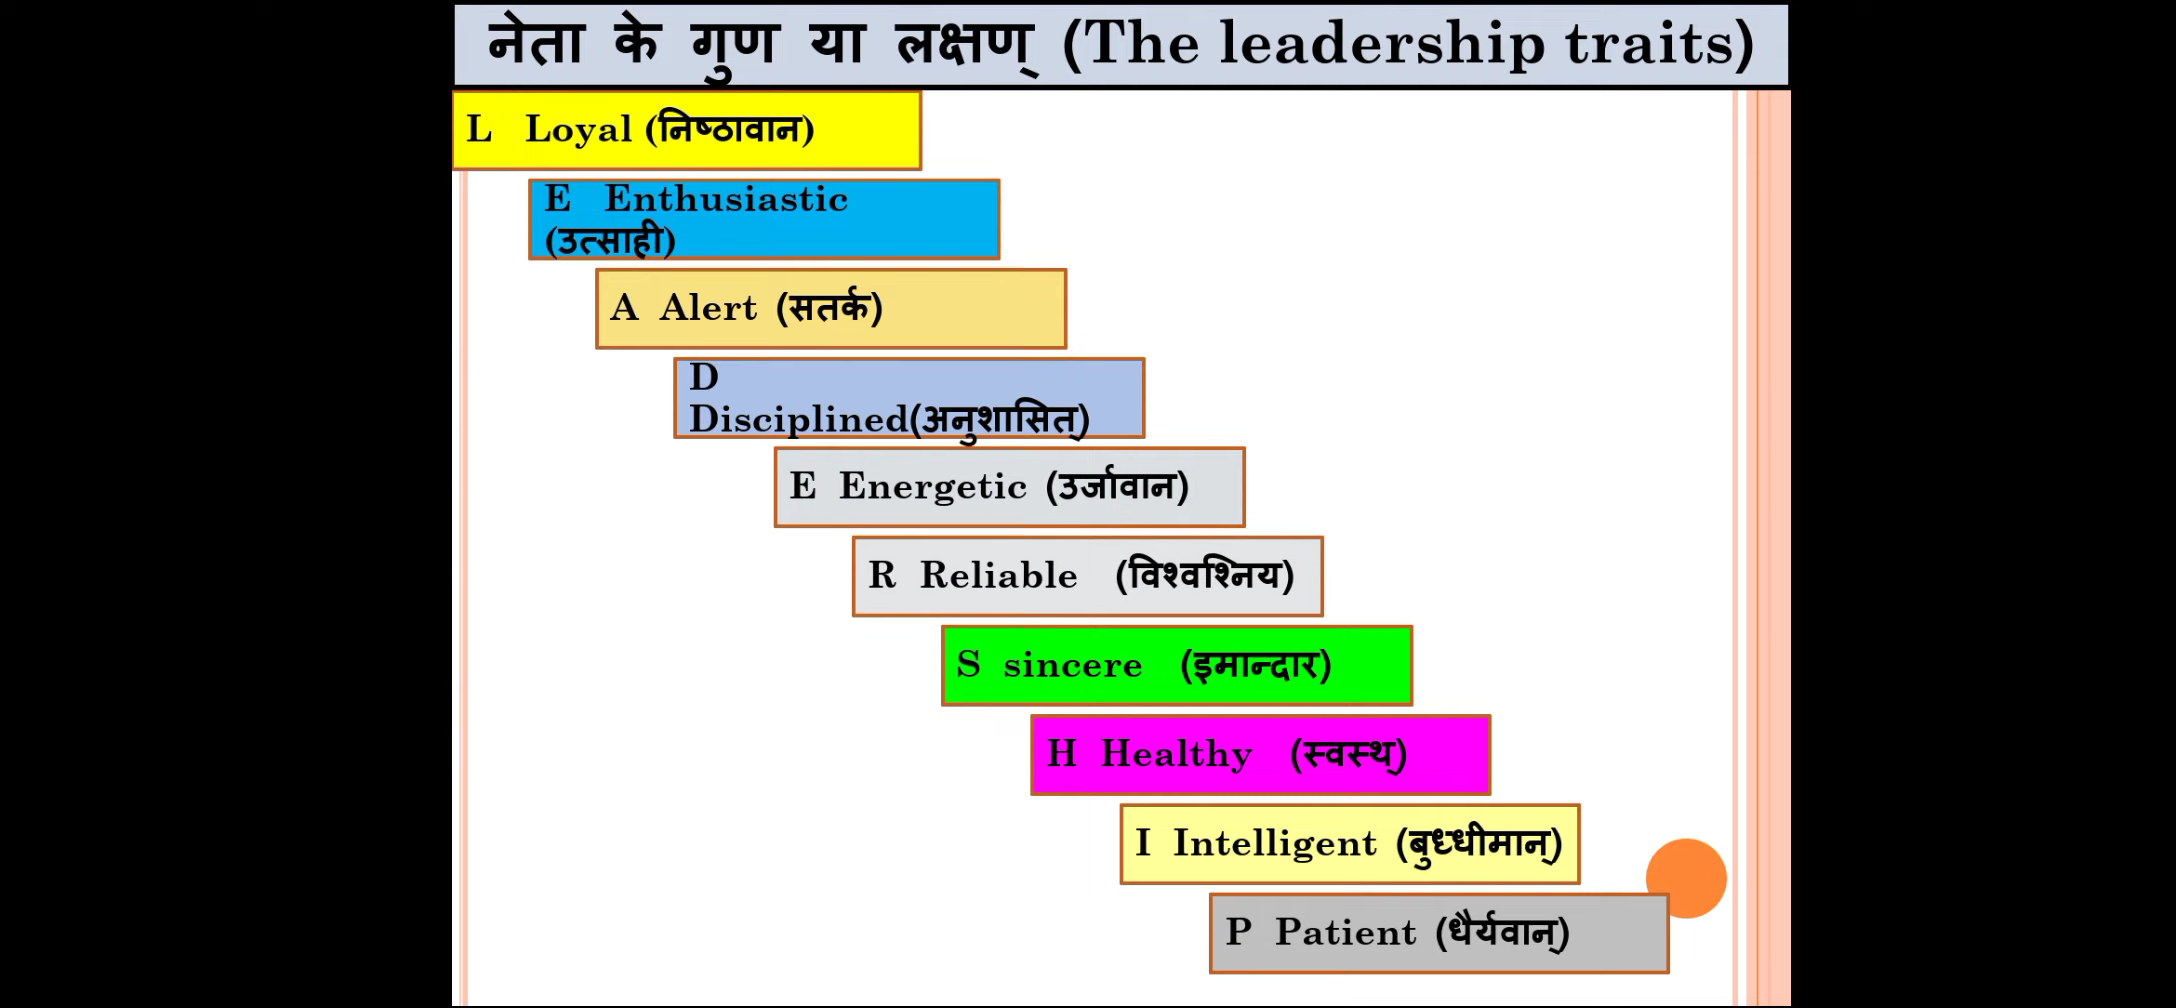 नेता के गुण या लक्षण् (The leadership traits)
L Loyal (निष्ठावान)
E Enthusiastic
(उत्साही)
A Alert (सतर्क)
D
Disciplined(अनुशासित्)
E Energetic (उर्जावान)
R Reliable (विश्वश्निय)
S sincere (इमान्दार)
H Healthy (स्वस्थ्)
I Intelligent (बुध्धीमान्)
P Patient (धैर्यवान्)